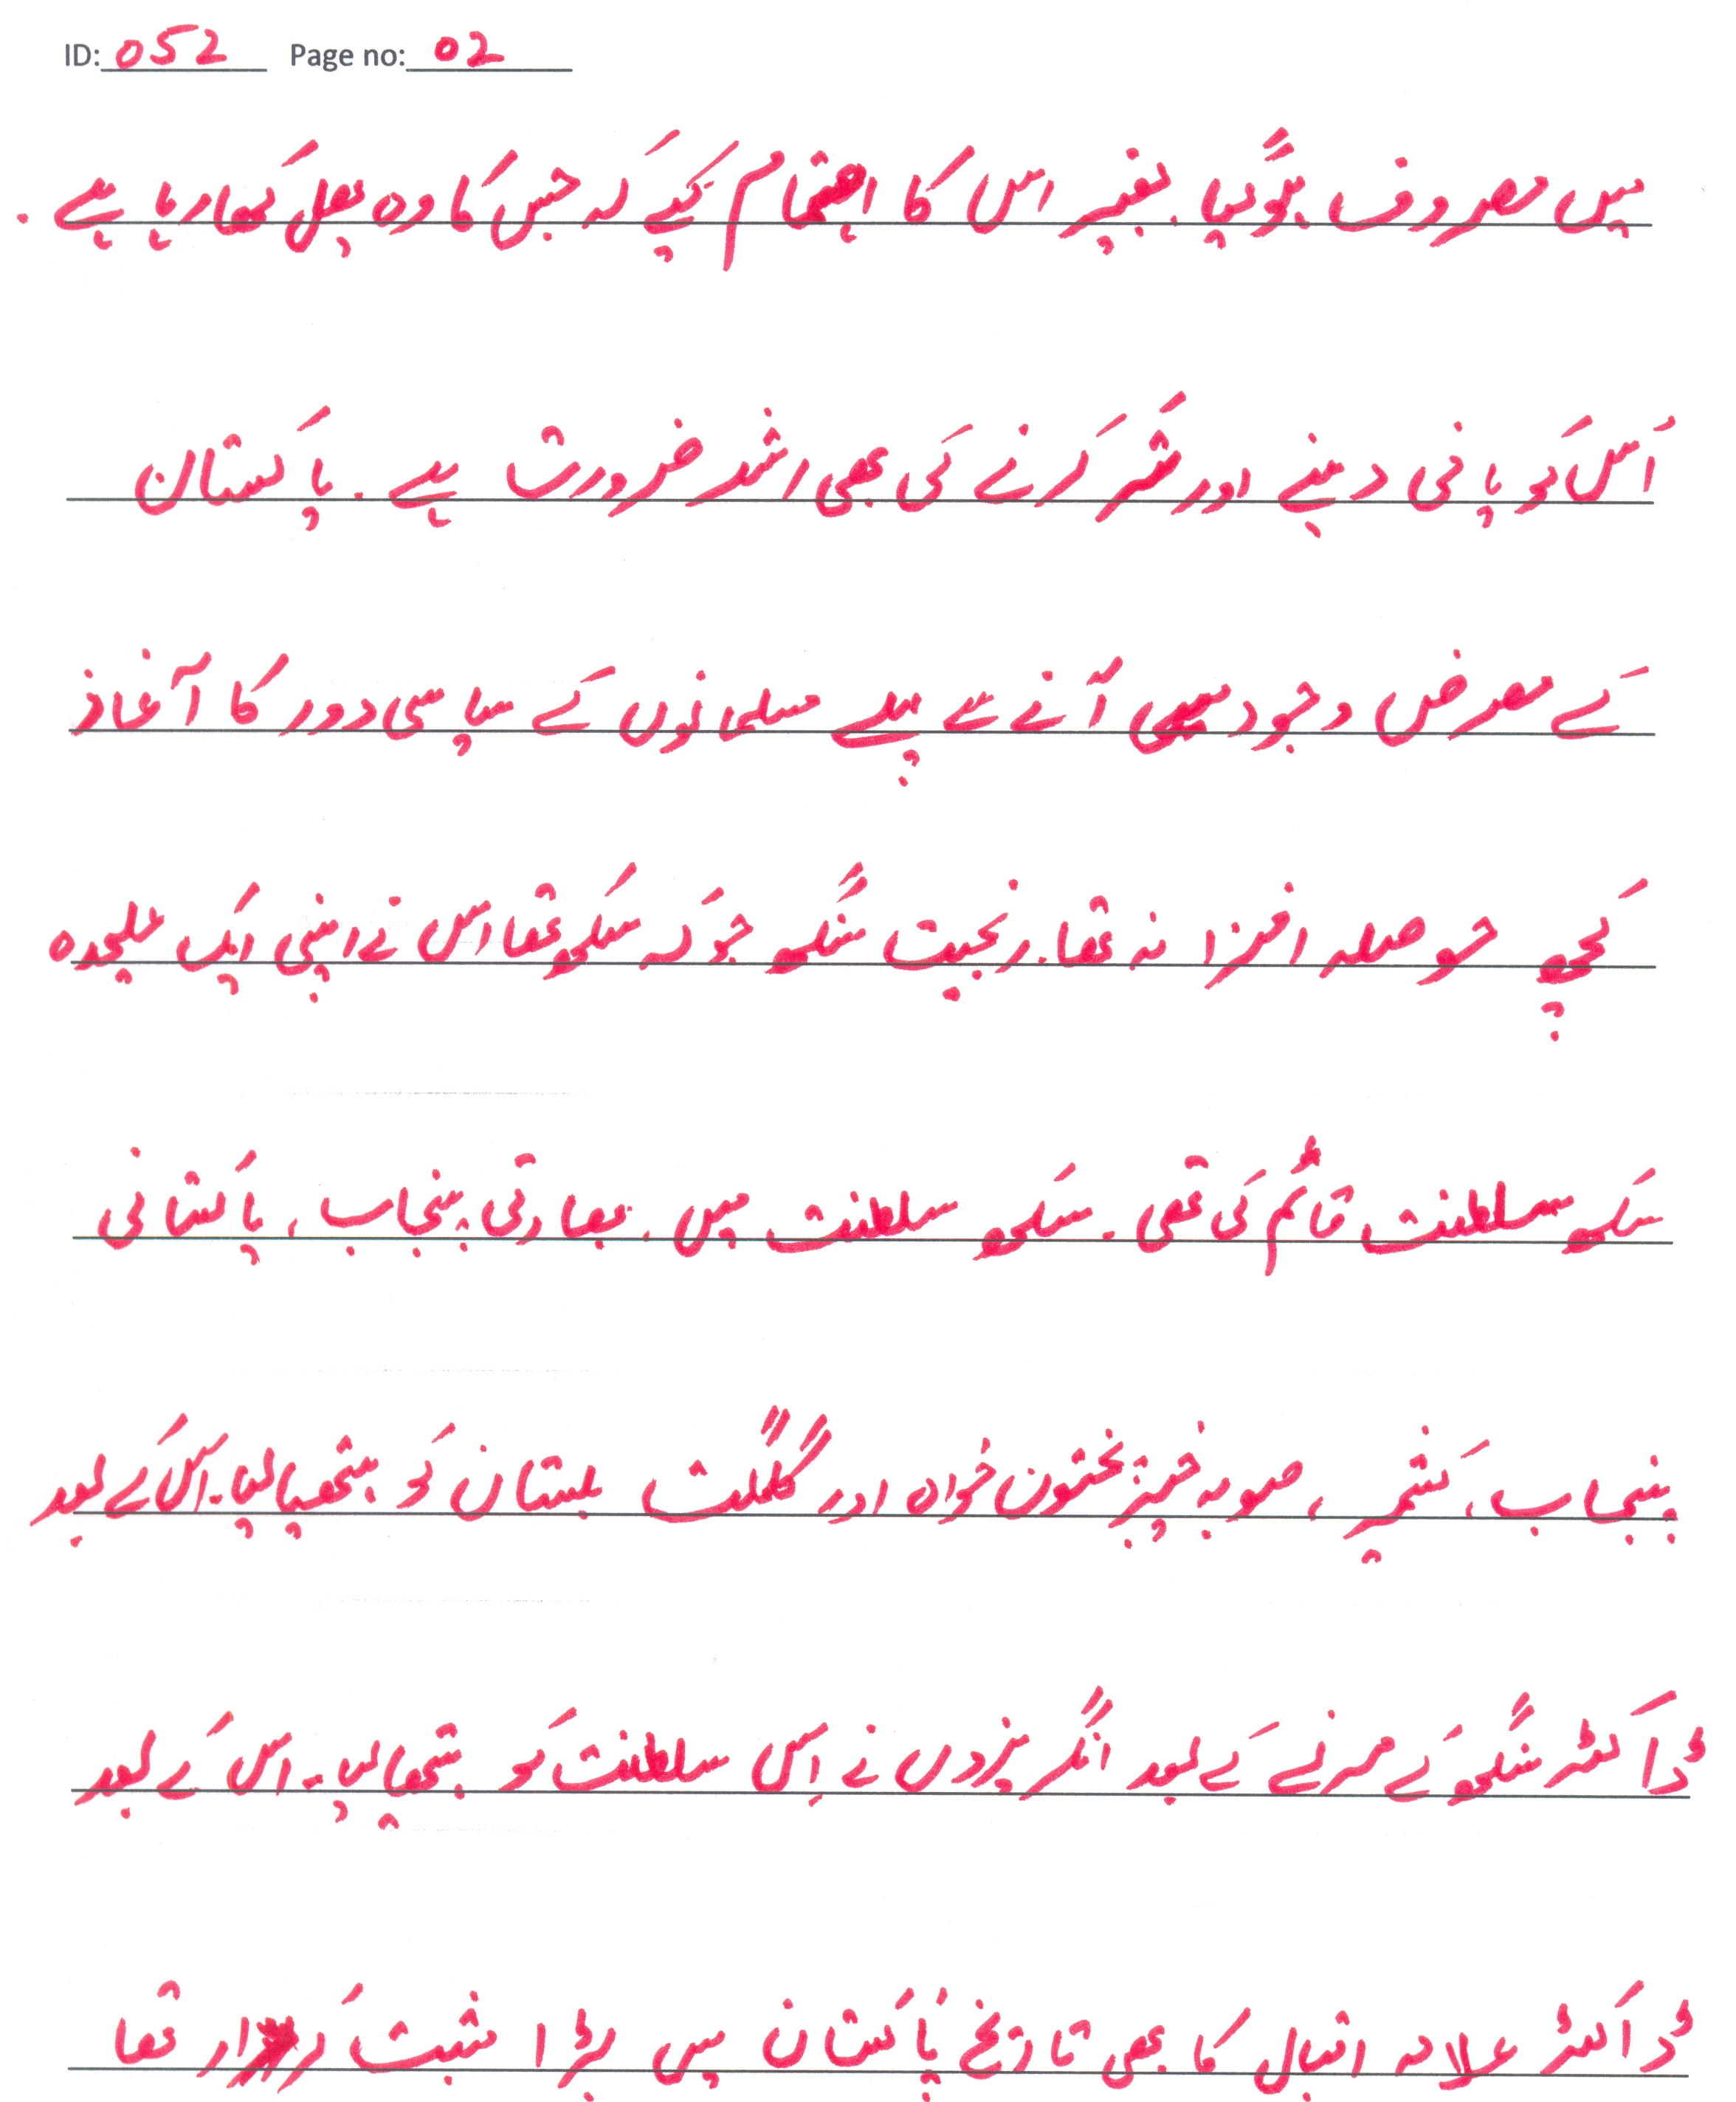 ID: 052 Page no: 02
میں مصروف ہوگیا. بغیر اس کا اہتمام کیے کہ جس کا وہ پھل کھا رہا ہے.
اُس کو پانی دینے اور شکر کرنے کی بھی اشد ضرورت ہے. پاکستان
کے معرض وجود میں آنے سے پہلے مسلمانوں کے سیاسی دور کا آغاز
کچھ حوصلہ افزا نہ تھا. رنجیت سنگھ جو کہ سکھ تھا اس نے اپنی ایک علیحدہ
سکھ سلطنت قائم کی تھی. سکھ سلطنت میں. بھارتی پنجاب، پاکستانی
پنجاب، کشمیر، صوبہ خیبر پختون خواہ اور گلگت بلتستان کو ہتھیا لیا. اس کے بعد
ڈاکٹر سنگھ کے مرنے کے بعد انگریزوں نے اس سلطنت کو ہتھیا لیا. اس کے بعد
ڈاکٹر علامہ اقبال کا بھی تاریخ پاکستان میں بڑا مثبت کردار تھا